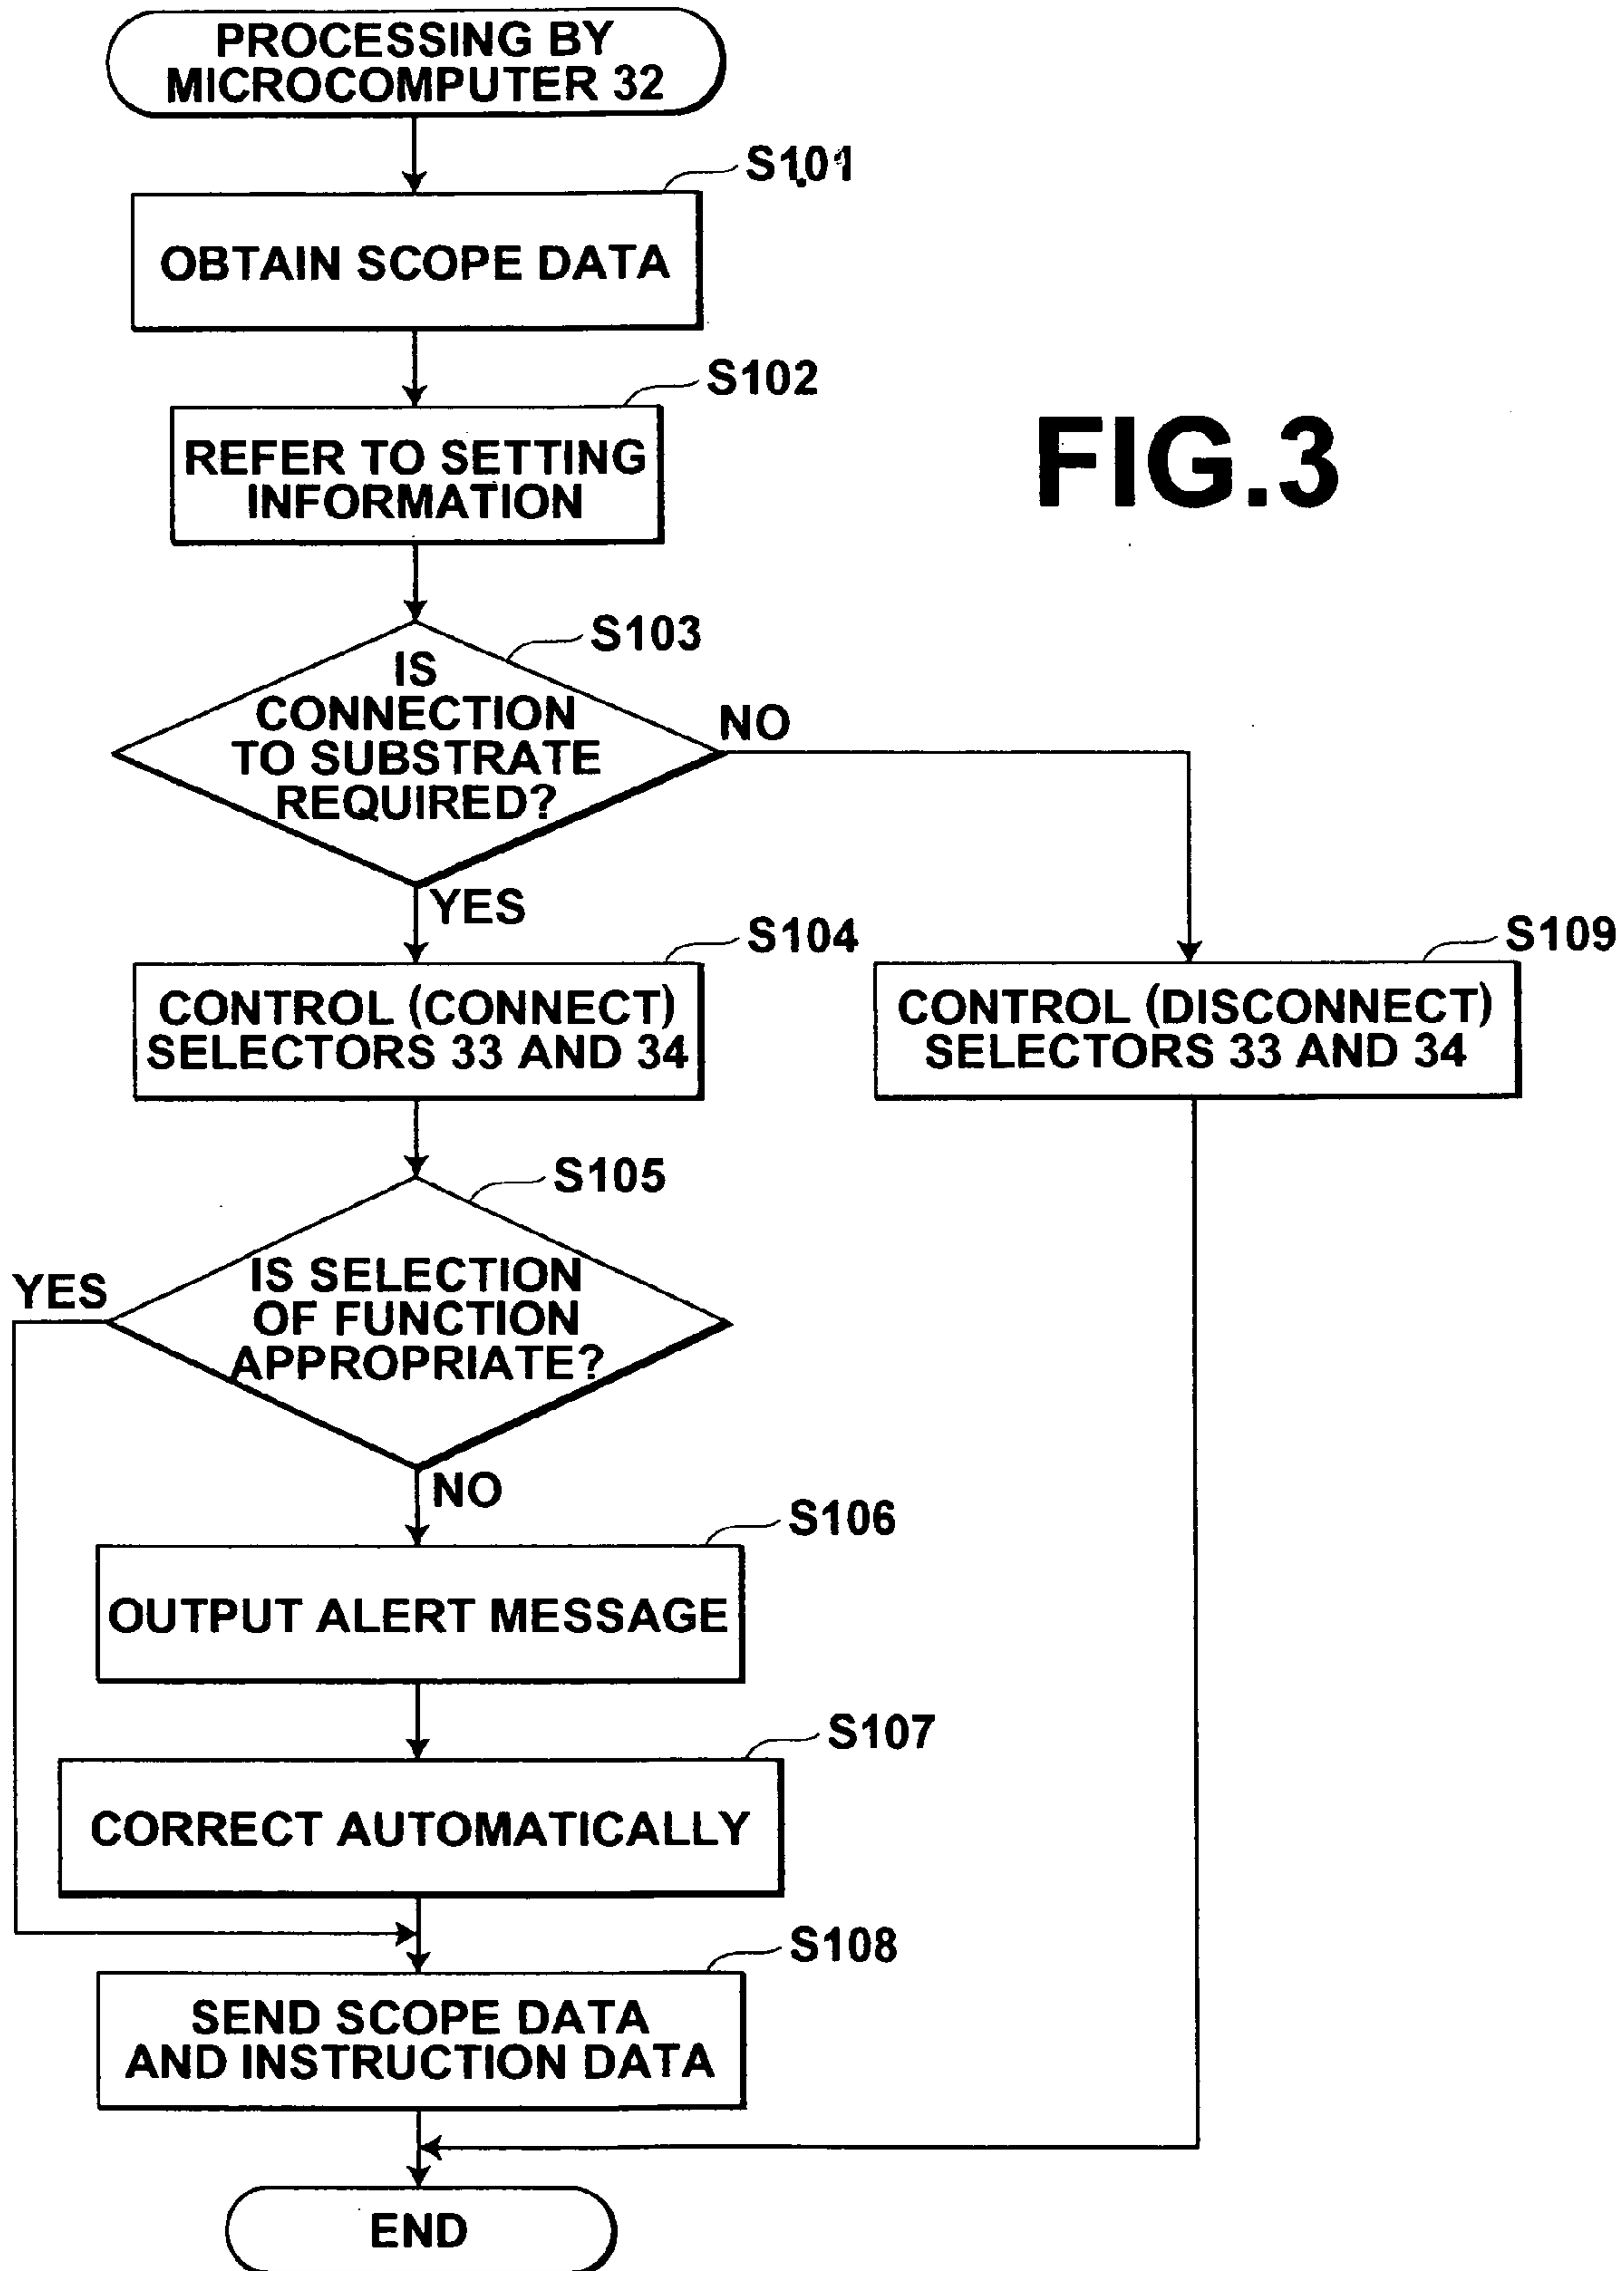 PROCESSING BY
MICROCOMPUTER 32
S101
OBTAIN SCOPE DATA
S102
REFER TO SETTING
INFORMATION
FIG.3
S103
IS
CONNECTION
TO SUBSTRATE
REQUIRED?
NO
YES
S104
CONTROL (CONNECT)
SELECTORS 33 AND 34
S109
CONTROL (DISCONNECT)
SELECTORS 33 AND 34
S105
IS SELECTION
OF FUNCTION
APPROPRIATE?
YES
NO
S106
OUTPUT ALERT MESSAGE
S107
CORRECT AUTOMATICALLY
S108
SEND SCOPE DATA
AND INSTRUCTION DATA
END